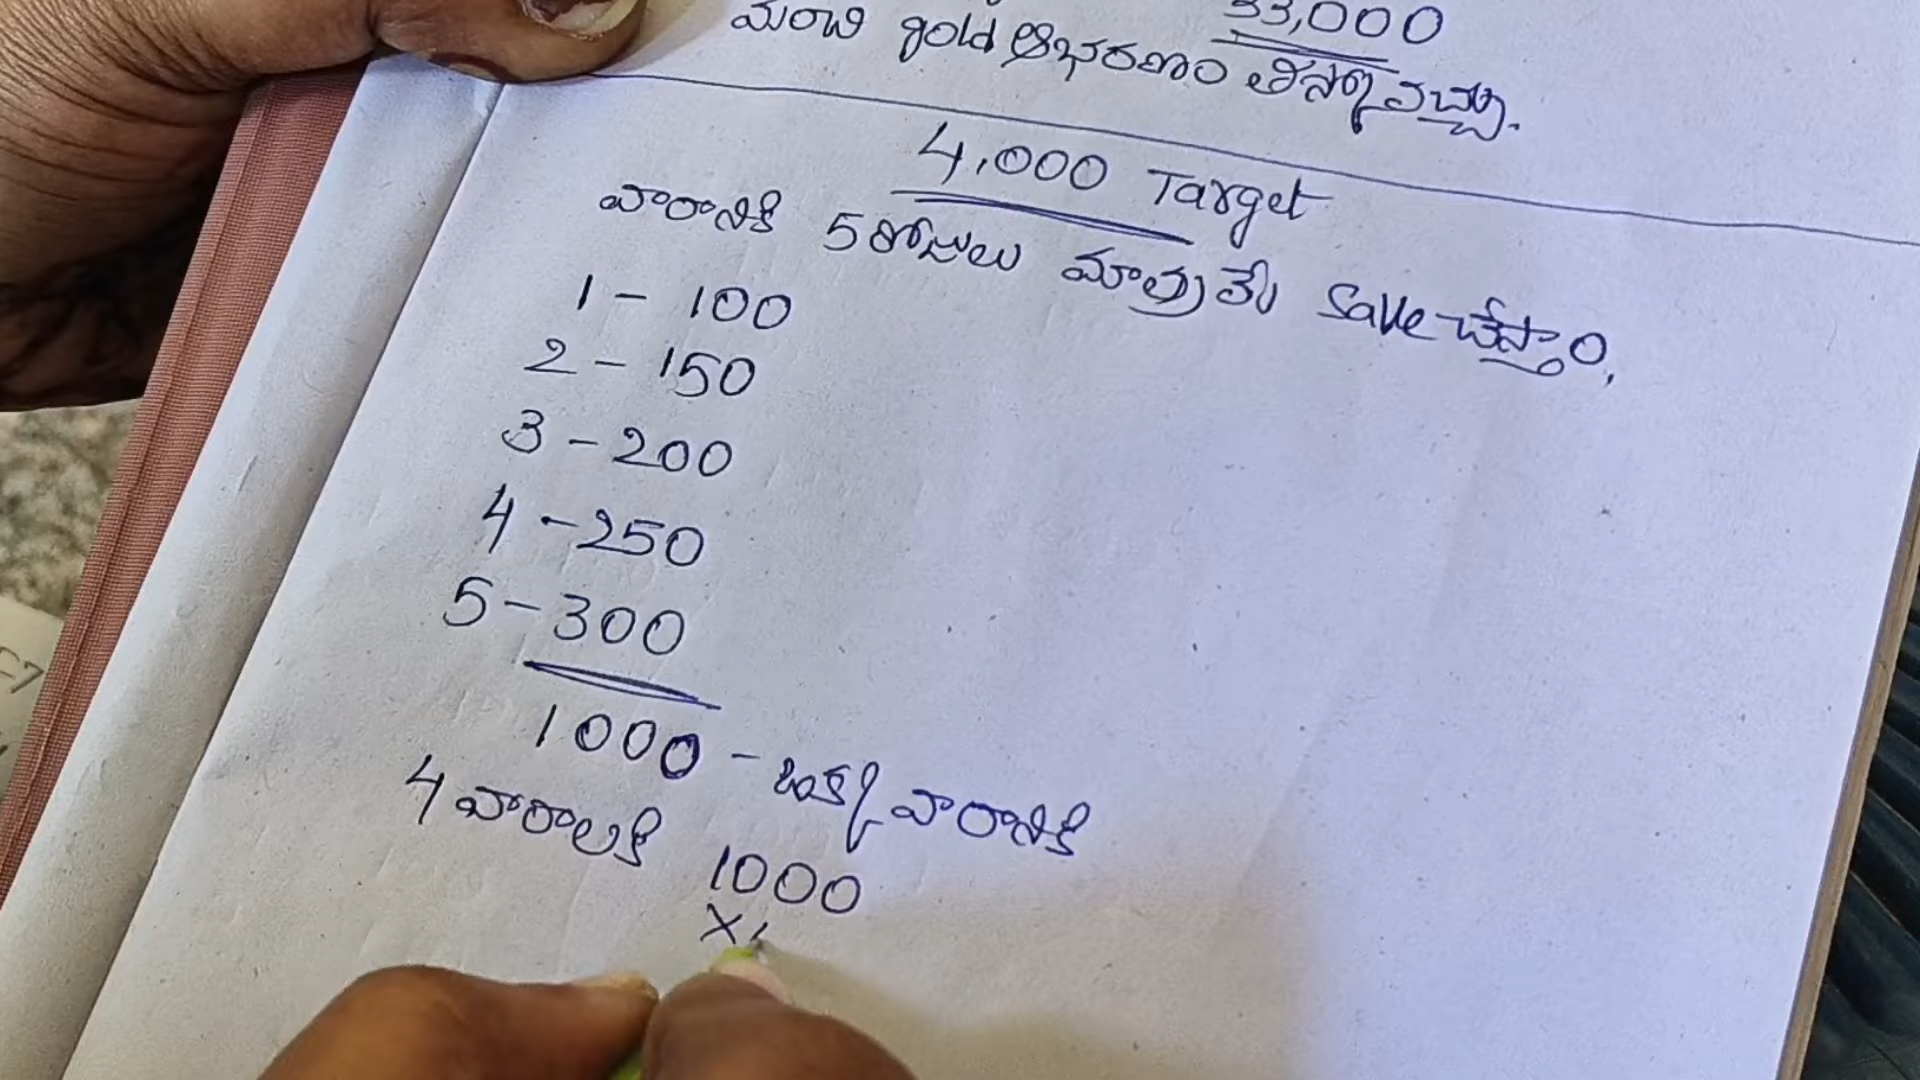 33,000
మంచి gold ఆభరణం తీస్కోవచ్చు.
4,000 Target
వారానికి 5 రోజులు మాత్రమే Save చేస్తాం,
1 - 100
2 - 150
3 - 200
4 - 250
5 - 300
1000 - ఒక్క వారానికి
4 వారాలకి 1000
X